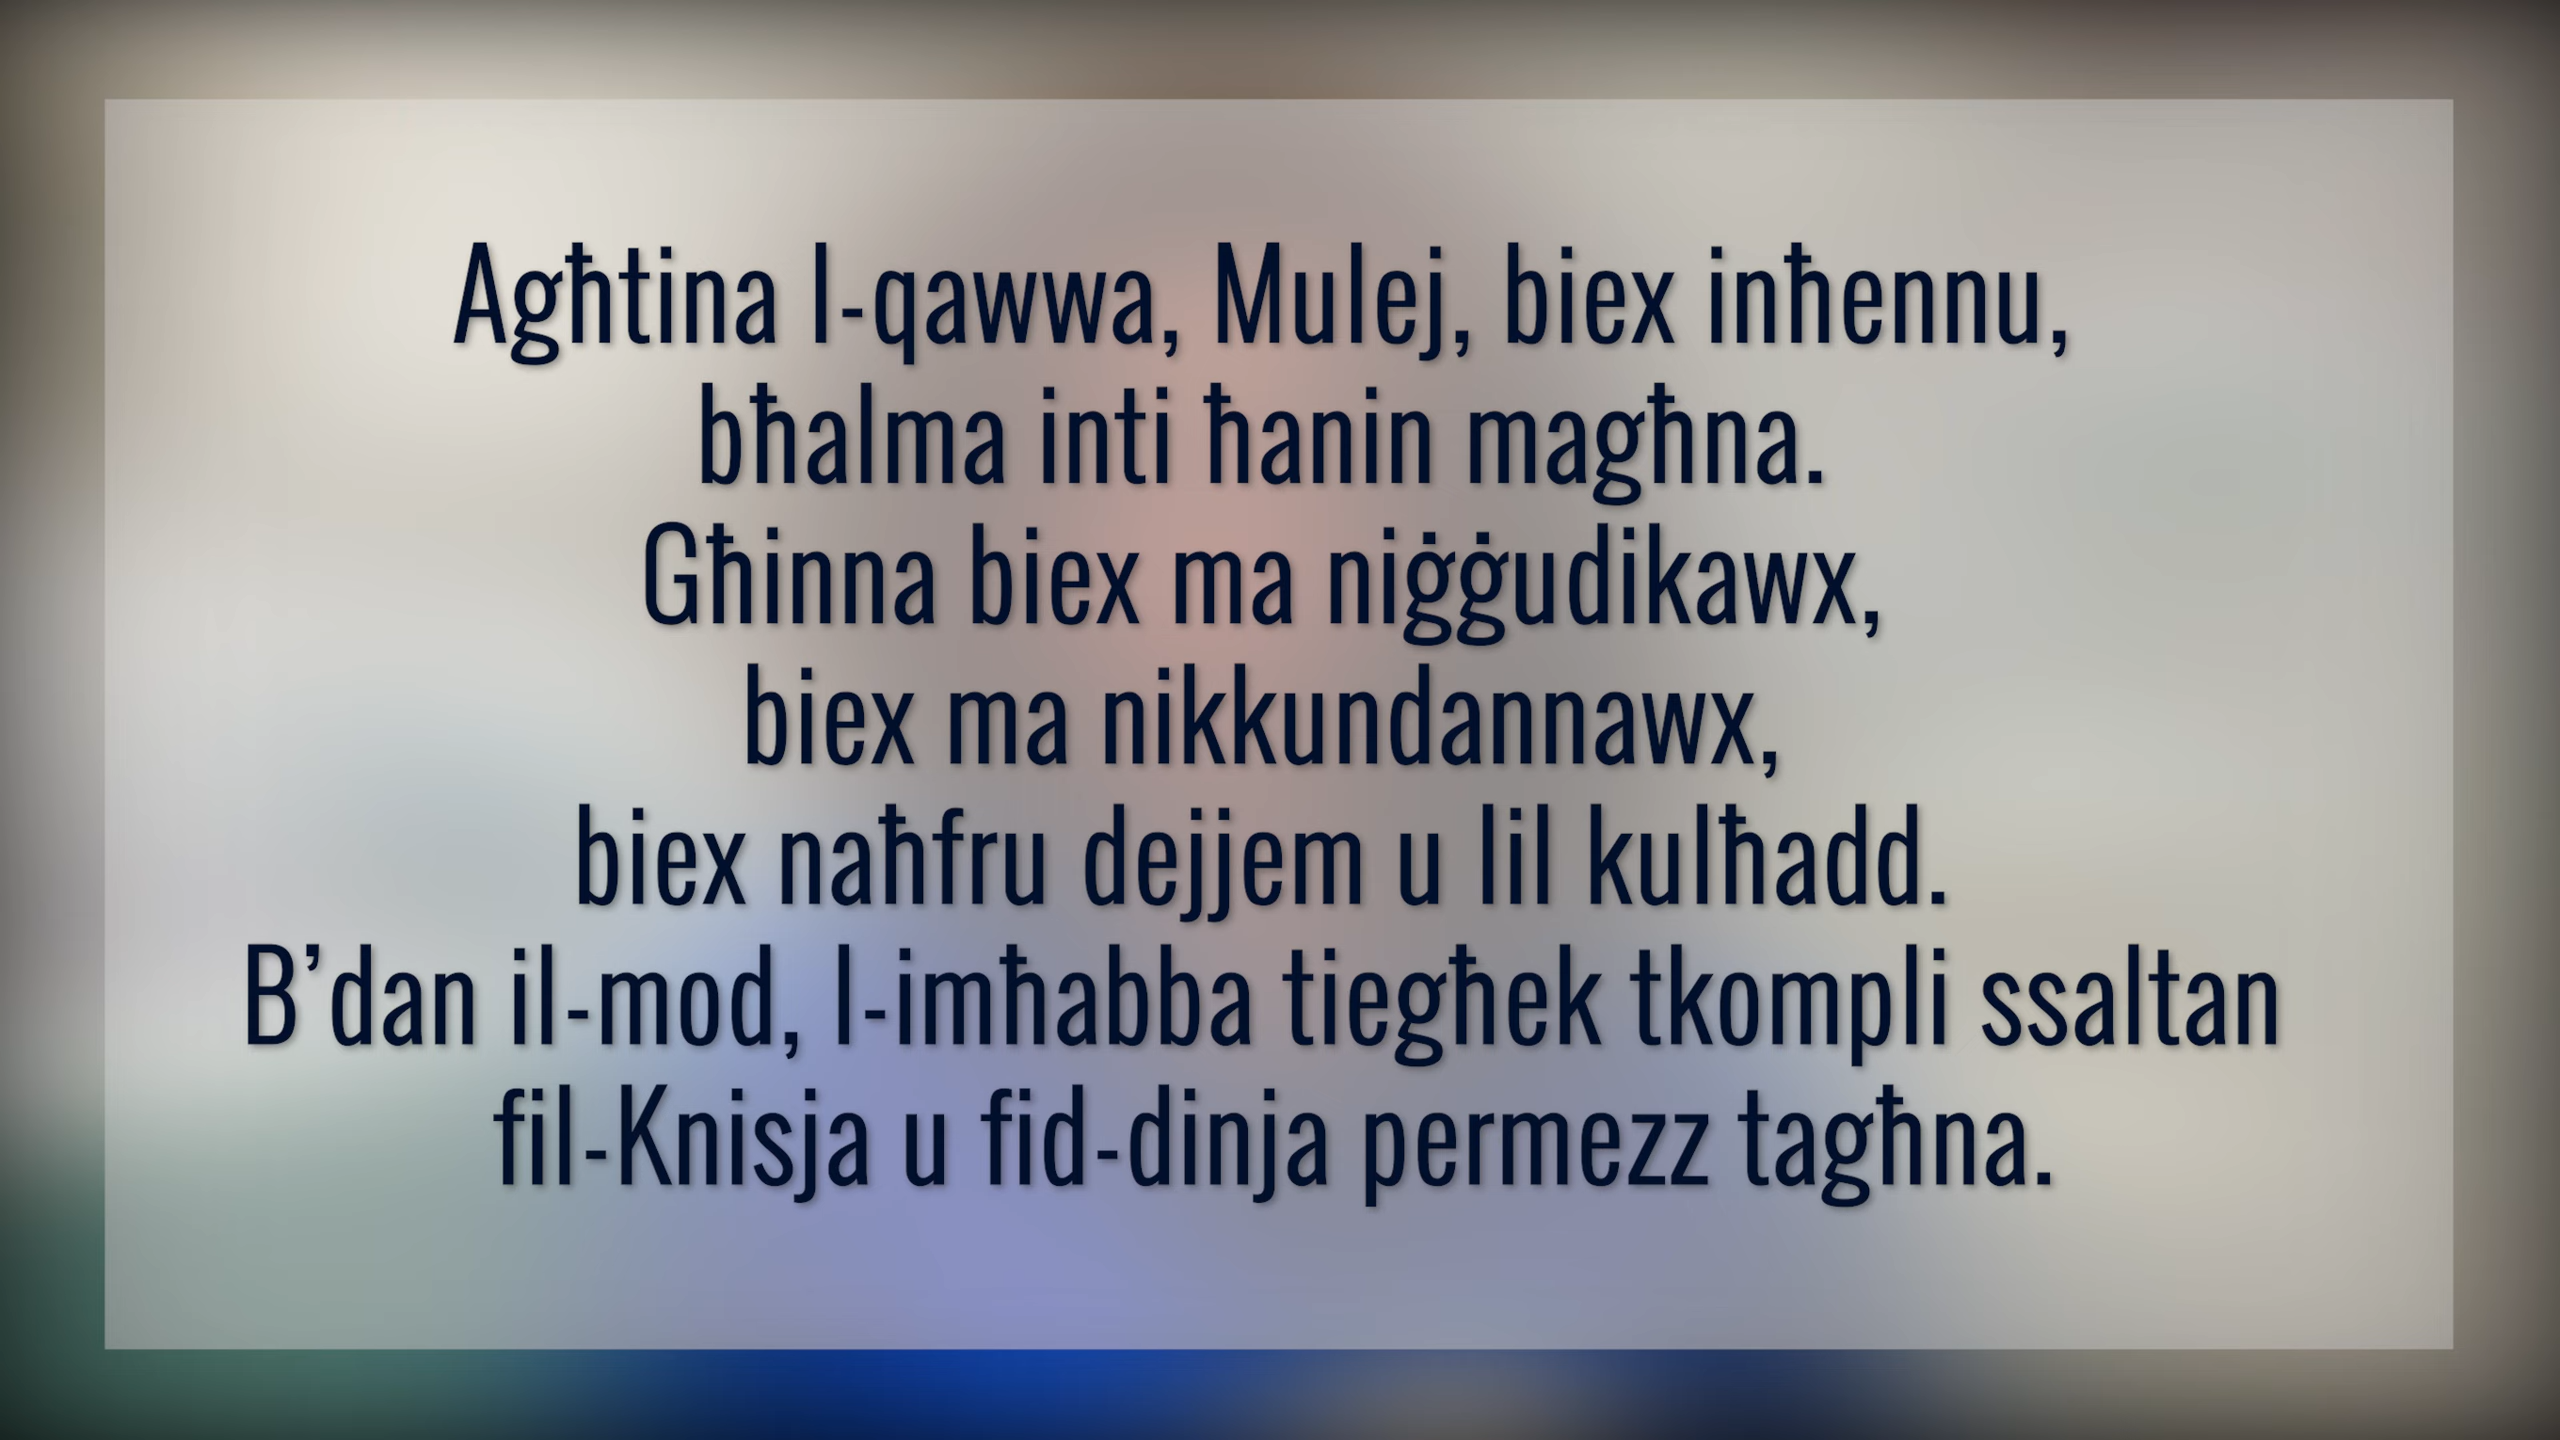 Agħtina l-qawwa, Mulej, biex inħennu,
bħalma inti ħanin magħna.
Għinna biex ma niġġudikawx,
biex ma nikkundannawx,
biex naħfru dejjem u lil kulħadd.
B’dan il-mod, l-imħabba tiegħek tkompli ssaltan
fil-Knisja u fid-dinja permezz tagħna.